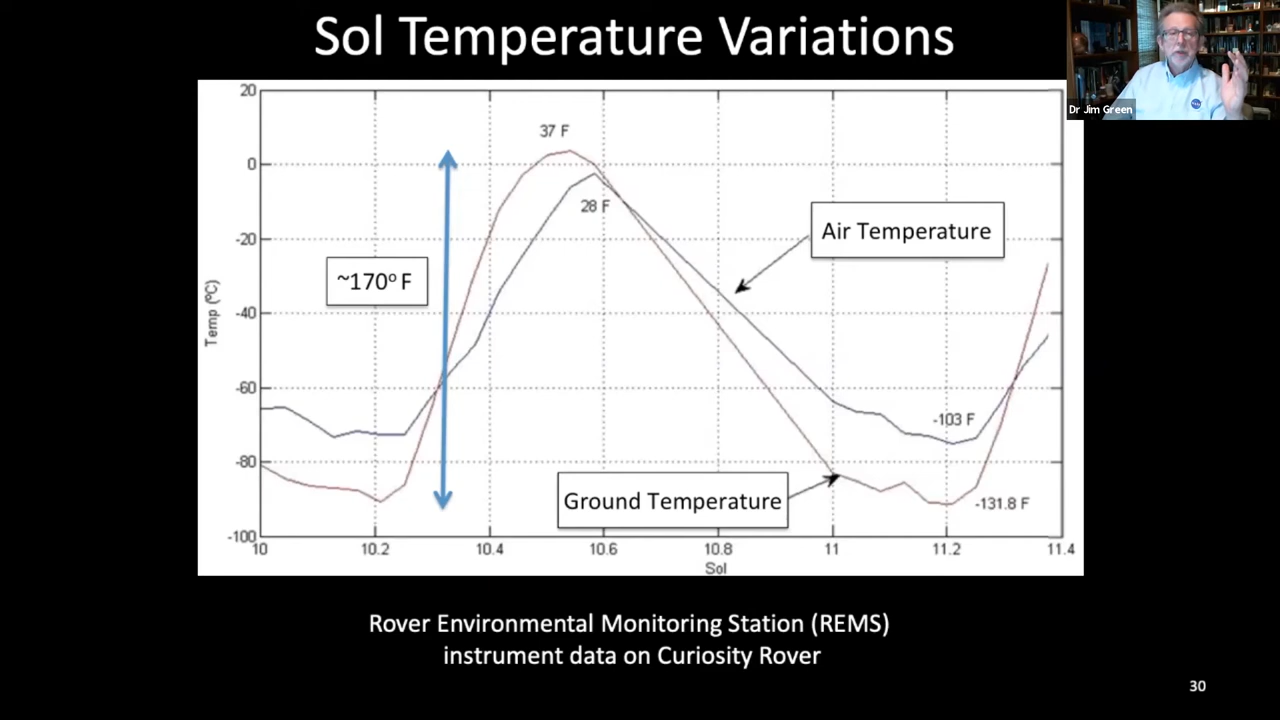 Sol Temperature Variations
Dr Jim Green
20
0
-20
-40
-60
-80
-100
Temp (ºC)
37 F
28 F
~170º F
Air Temperature
Ground Temperature
-103 F
-131.8 F
10
10.2
10.4
10.6
10.8
11
11.2
11.4
Sol
Rover Environmental Monitoring Station (REMS)
instrument data on Curiosity Rover
30